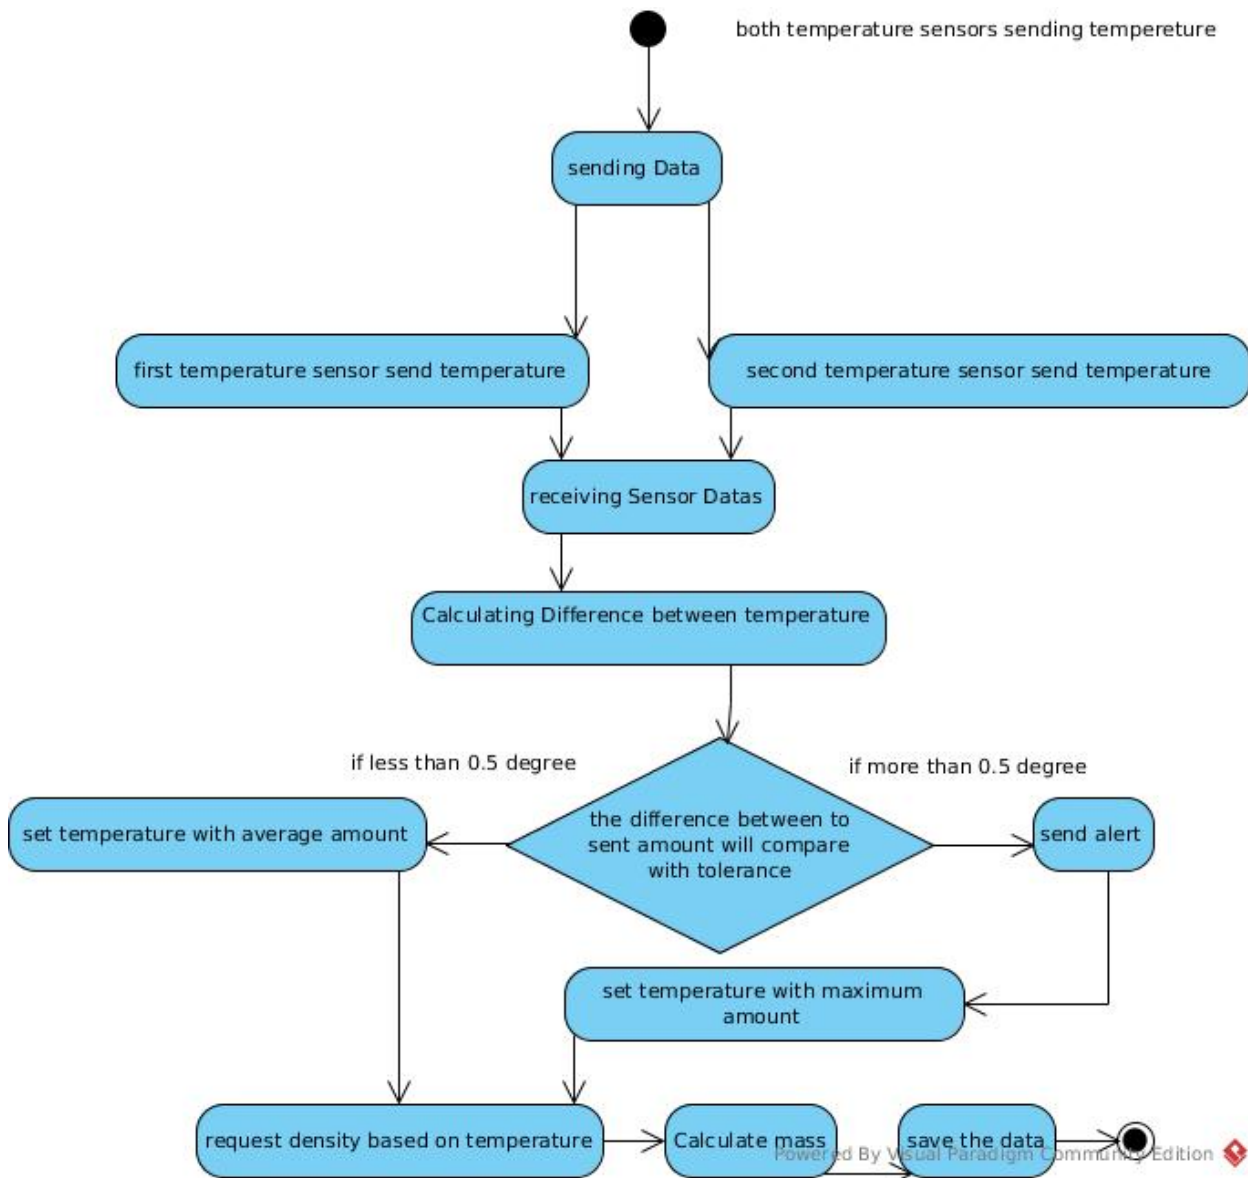 both temperature sensors sending tempereture
sending Data
first temperature sensor send temperature
second temperature sensor send temperature
receiving Sensor Datas
Calculating Difference between temperature
if less than 0.5 degree
if more than 0.5 degree
set temperature with average amount
the difference between to
sent amount will compare
with tolerance
send alert
set temperature with maximum
amount
request density based on temperature
Calculate mass
save the data
Powered By Visual Paradigm Community Edition